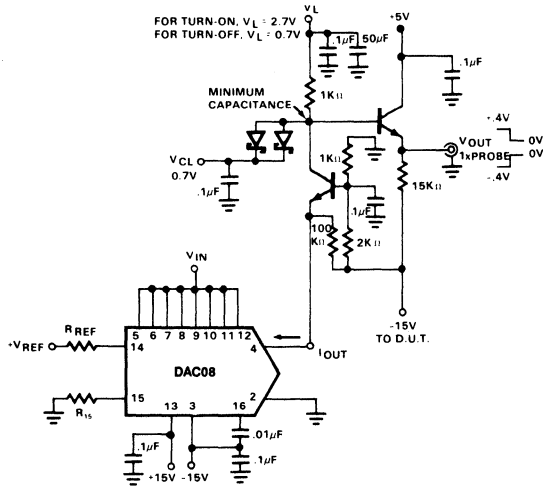 FOR TURN-ON, VL = 2.7V
FOR TURN-OFF, VL = 0.7V
VL
+5V
.1μF
50μF
.1μF
1KΩ
MINIMUM
CAPACITANCE
VCL
0.7V
.1μF
1KΩ
.1μF
15KΩ
VOUT
1xPROBE
+.4V
0V
0V
-.4V
100
KΩ
2KΩ
-15V
TO D.U.T.
VIN
5 6 7 8 9 10 11 12
+VREF
RREF
14
4
IOUT
DAC08
R15
15
2
13 3 16
.1μF
.01μF
.1μF
+15V -15V